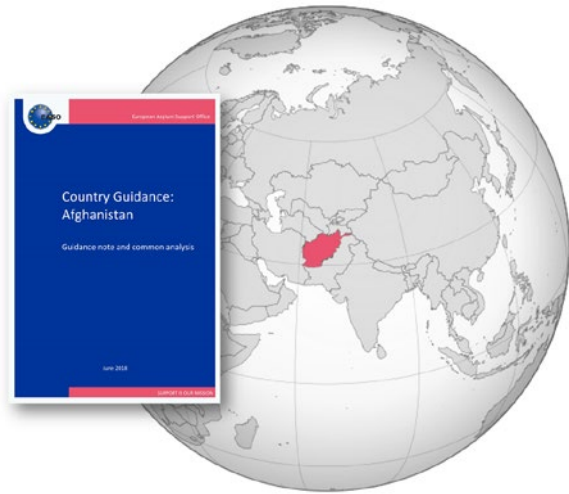 EASO
European Asylum Support Office
Country Guidance:
Afghanistan
Guidance note and common analysis
June 2018
SUPPORT IS OUR MISSION